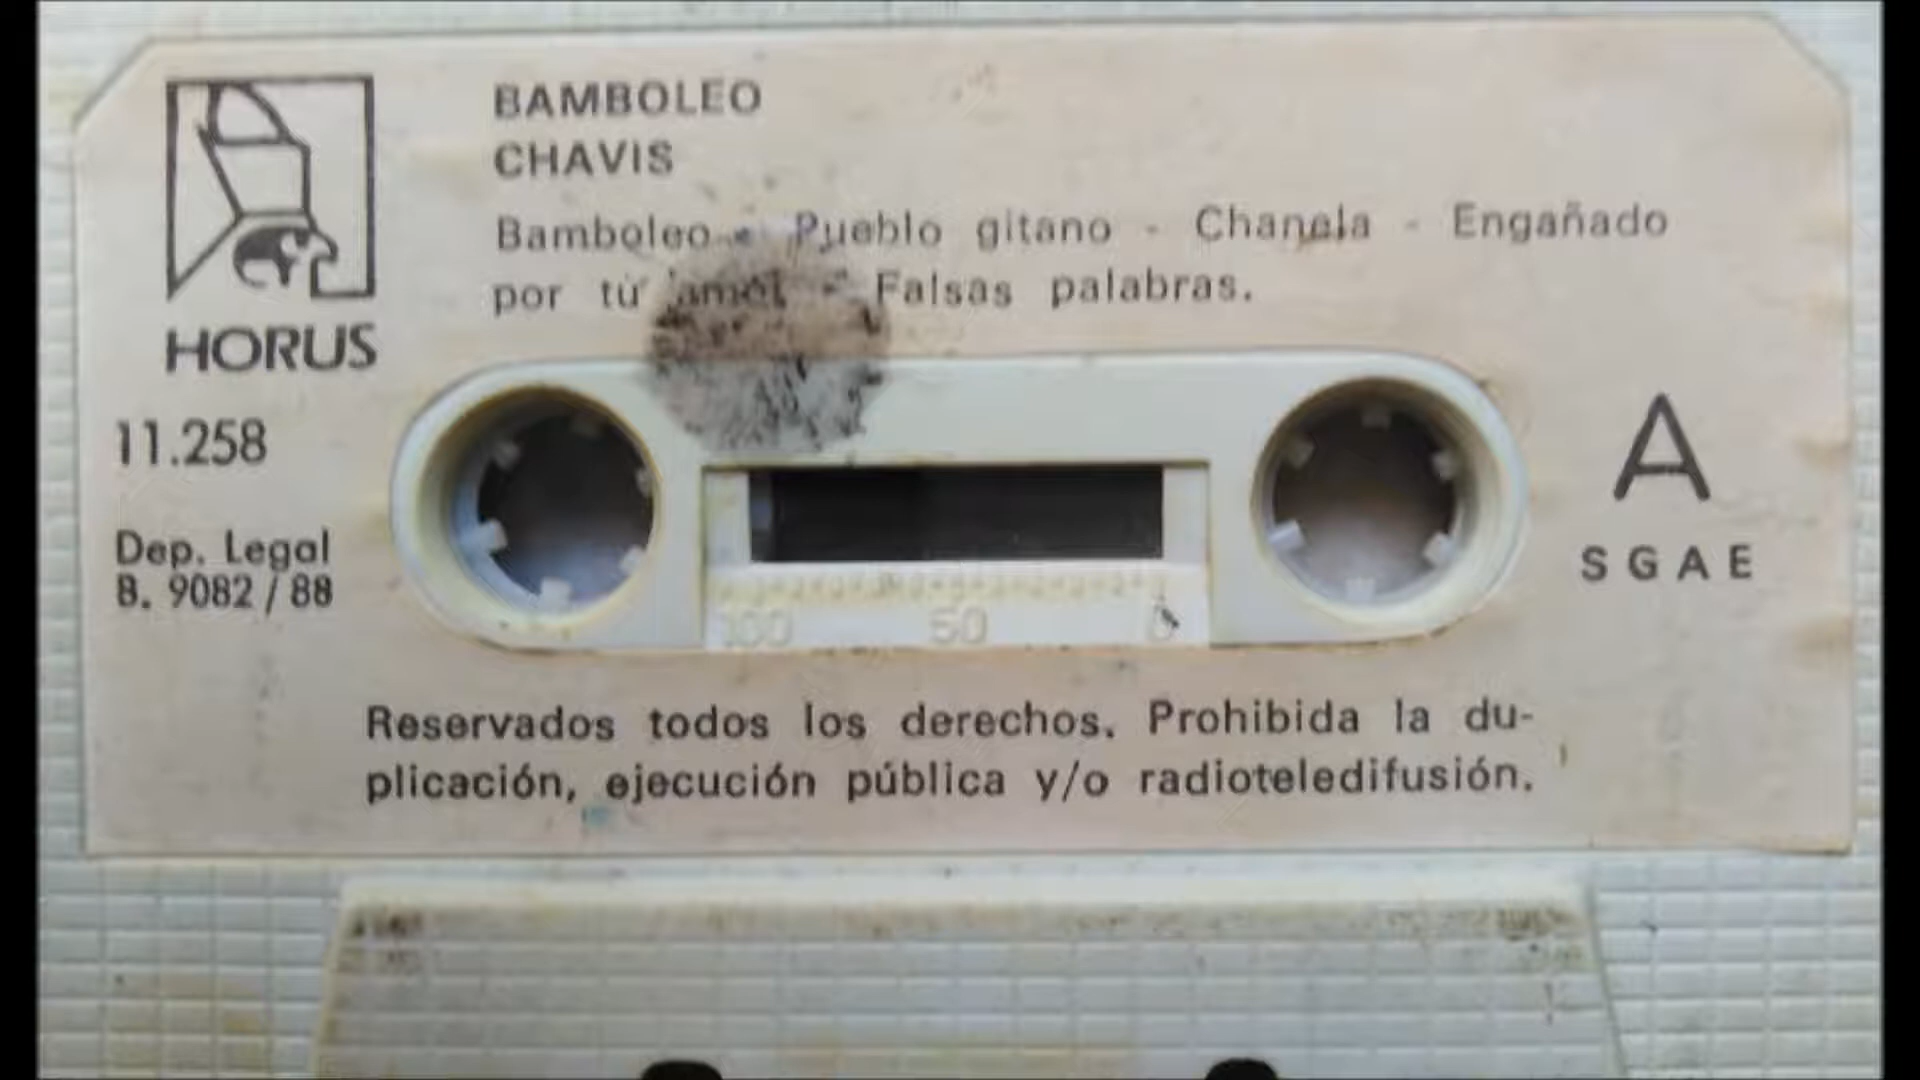 BAMBOLEO
CHAVIS
Bamboleo - Pueblo gitano - Chanela - Engañado
por tú amor - Falsas palabras.
HORUS
11.258
Dep. Legal
B. 9082 / 88
A
SGAE
100 50 0
Reservados todos los derechos. Prohibida la du-
plicación, ejecución pública y/o radioteledifusión.